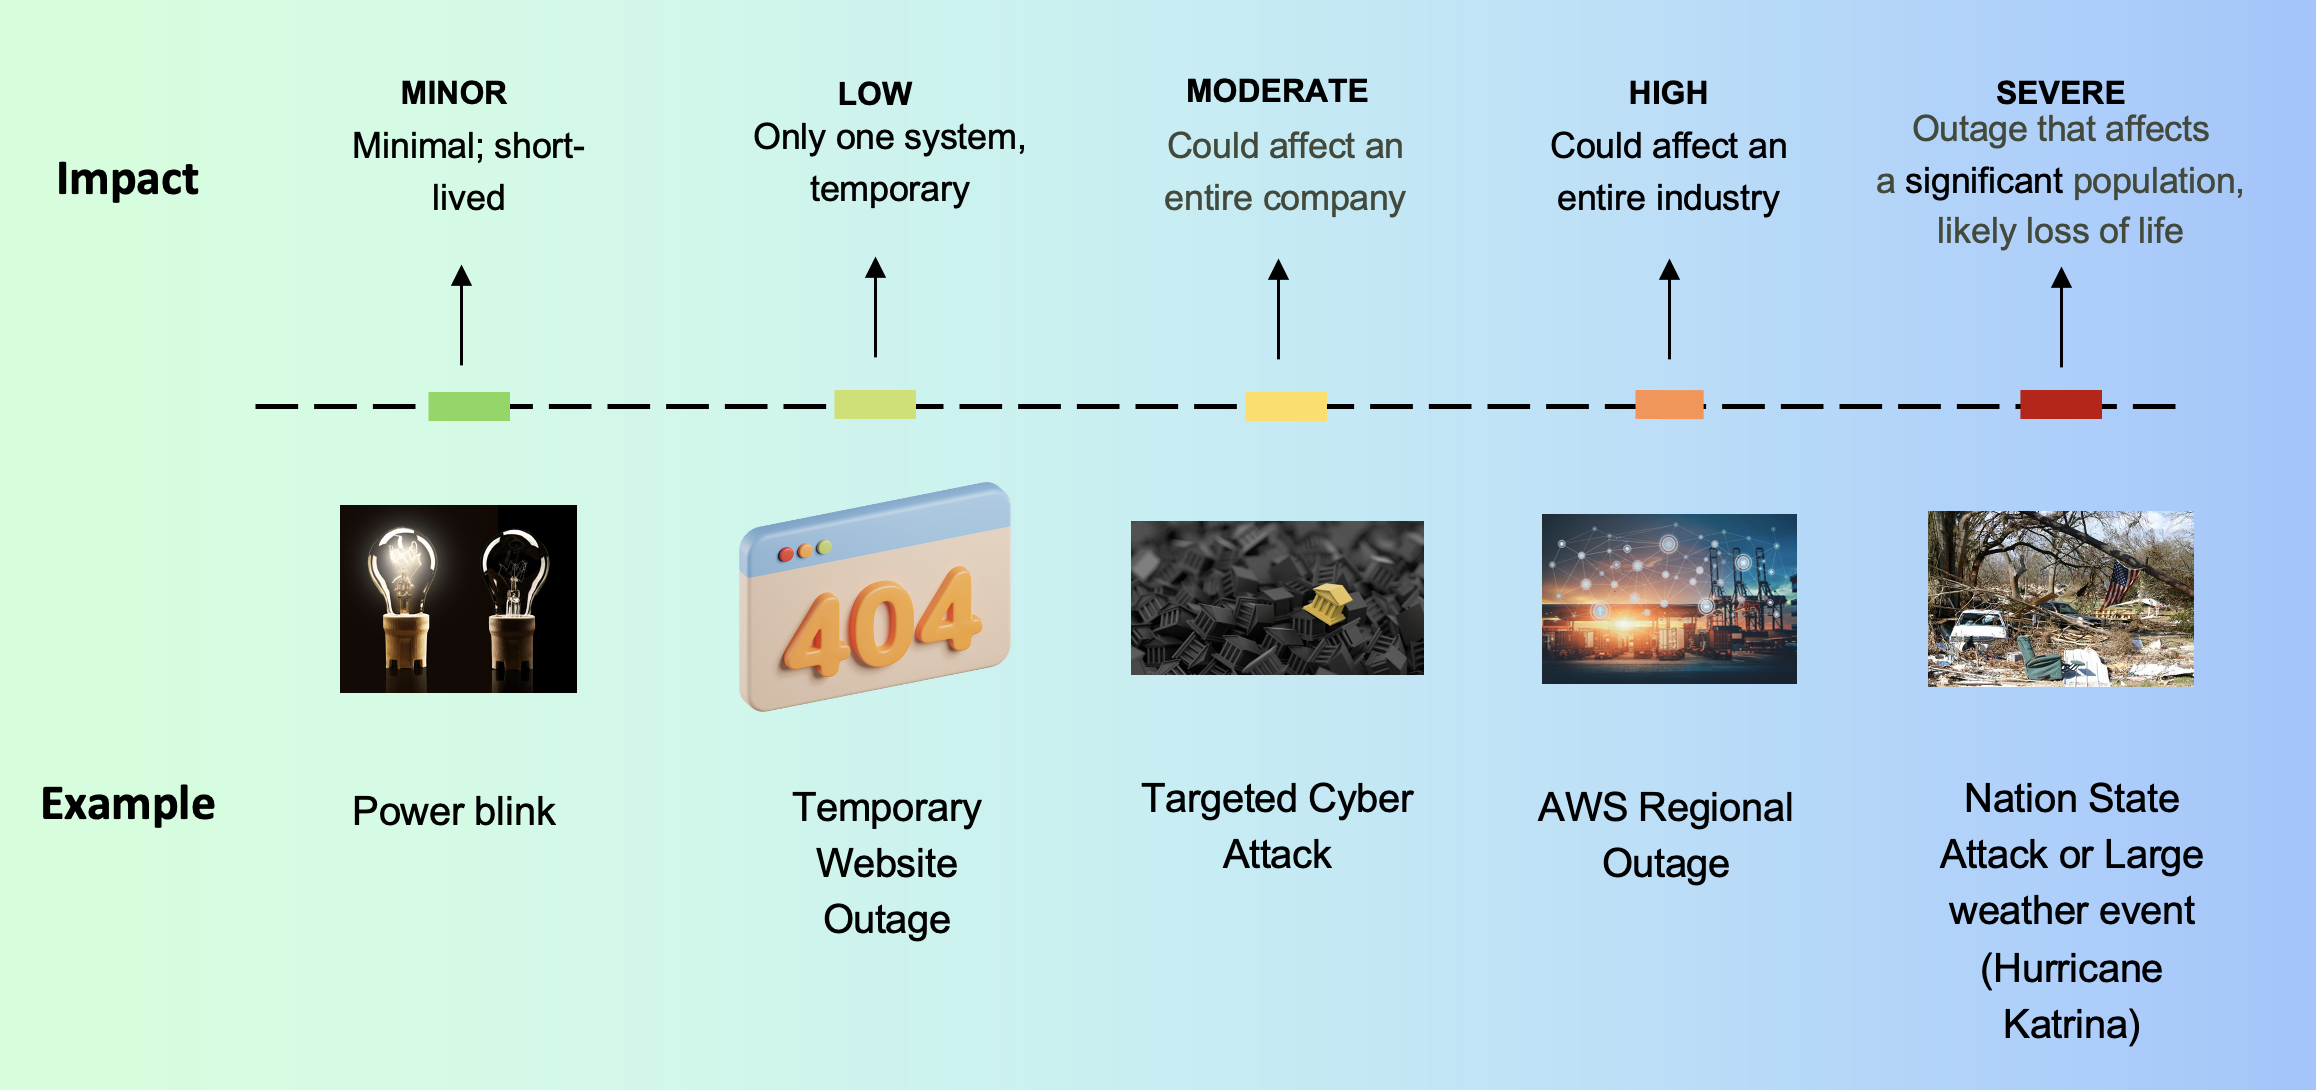 MINOR
Minimal; short-
lived
LOW
Only one system,
temporary
MODERATE
Could affect an
entire company
HIGH
Could affect an
entire industry
SEVERE
Outage that affects
a significant population,
likely loss of life
Impact
404
Example
Power blink
Temporary
Website
Outage
Targeted Cyber
Attack
AWS Regional
Outage
Nation State
Attack or Large
weather event
(Hurricane
Katrina)